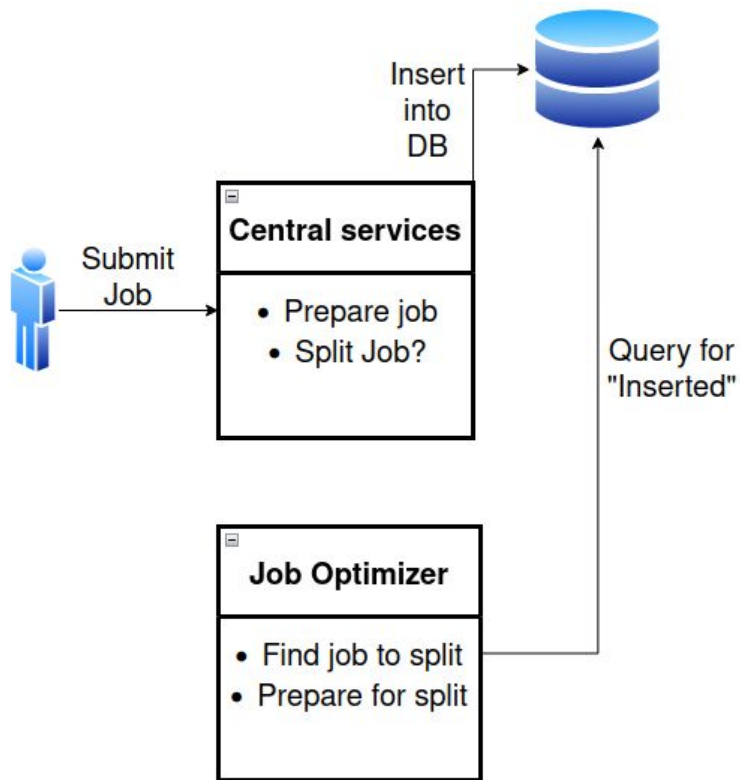 Insert
into
DB
Central services
Submit
Job
• Prepare job
• Split Job?
Query for
"Inserted"
Job Optimizer
• Find job to split
• Prepare for split